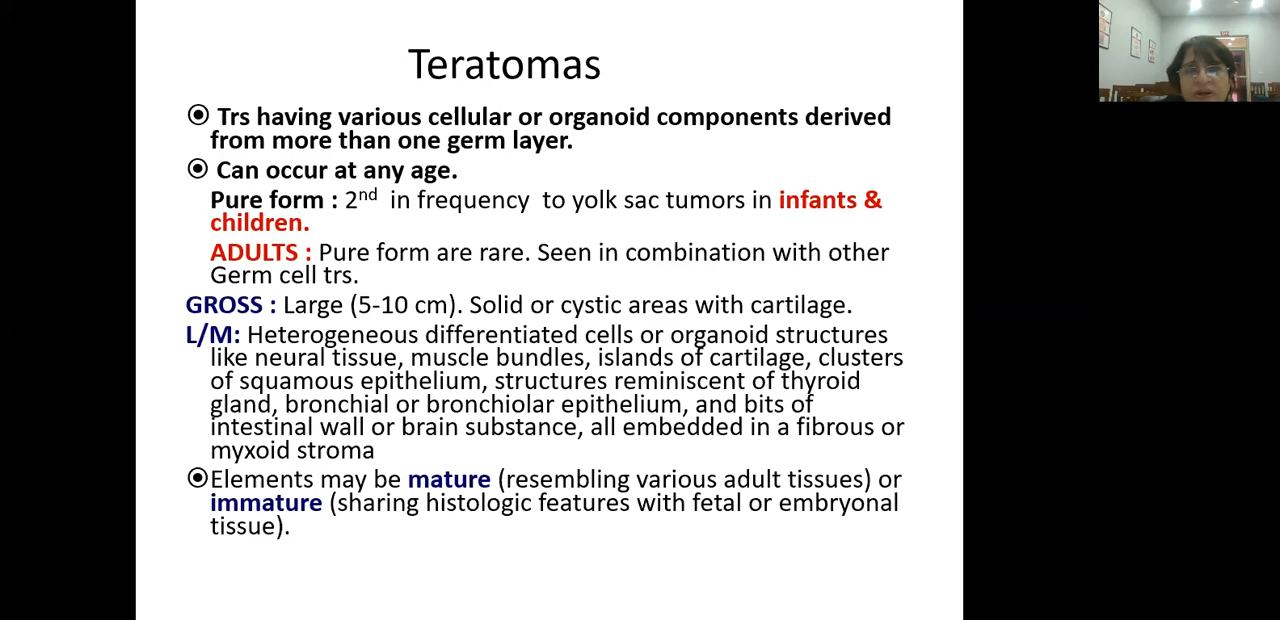 Teratomas
Trs having various cellular or organoid components derived
from more than one germ layer.
Can occur at any age.
Pure form : 2nd in frequency to yolk sac tumors in infants &
children.
ADULTS : Pure form are rare. Seen in combination with other
Germ cell trs.
GROSS : Large (5-10 cm). Solid or cystic areas with cartilage.
L/M: Heterogeneous differentiated cells or organoid structures
like neural tissue, muscle bundles, islands of cartilage, clusters
of squamous epithelium, structures reminiscent of thyroid
gland, bronchial or bronchiolar epithelium, and bits of
intestinal wall or brain substance, all embedded in a fibrous or
myxoid stroma
Elements may be mature (resembling various adult tissues) or
immature (sharing histologic features with fetal or embryonal
tissue).